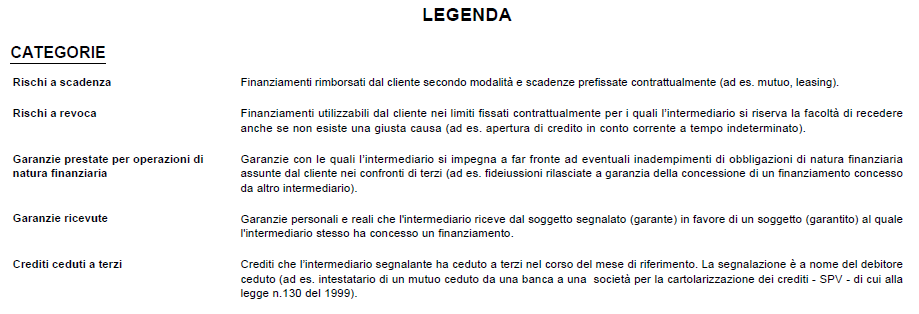 LEGENDA
CATEGORIE
Rischi a scadenza
Finanziamenti rimborsati dal cliente secondo modalità e scadenze prefissate contrattualmente (ad es. mutuo, leasing).
Rischi a revoca
Finanziamenti utilizzabili dal cliente nei limiti fissati contrattualmente per i quali l'intermediario si riserva la facoltà di recedere
anche se non esiste una giusta causa (ad es. apertura di credito in conto corrente a tempo indeterminato).
Garanzie prestate per operazioni di
natura finanziaria
Garanzie con le quali l'intermediario si impegna a far fronte ad eventuali inadempimenti di obbligazioni di natura finanziaria
assunte dal cliente nei confronti di terzi (ad es. fideiussioni rilasciate a garanzia della concessione di un finanziamento concesso
da altro intermediario).
Garanzie ricevute
Garanzie personali e reali che l'intermediario riceve dal soggetto segnalato (garante) in favore di un soggetto (garantito) al quale
l'intermediario stesso ha concesso un finanziamento.
Crediti ceduti a terzi
Crediti che l'intermediario segnalante ha ceduto a terzi nel corso del mese di riferimento. La segnalazione è a nome del debitore
ceduto (ad es. intestatario di un mutuo ceduto da una banca a una società per la cartolarizzazione dei crediti - SPV - di cui alla
legge n.130 del 1999).